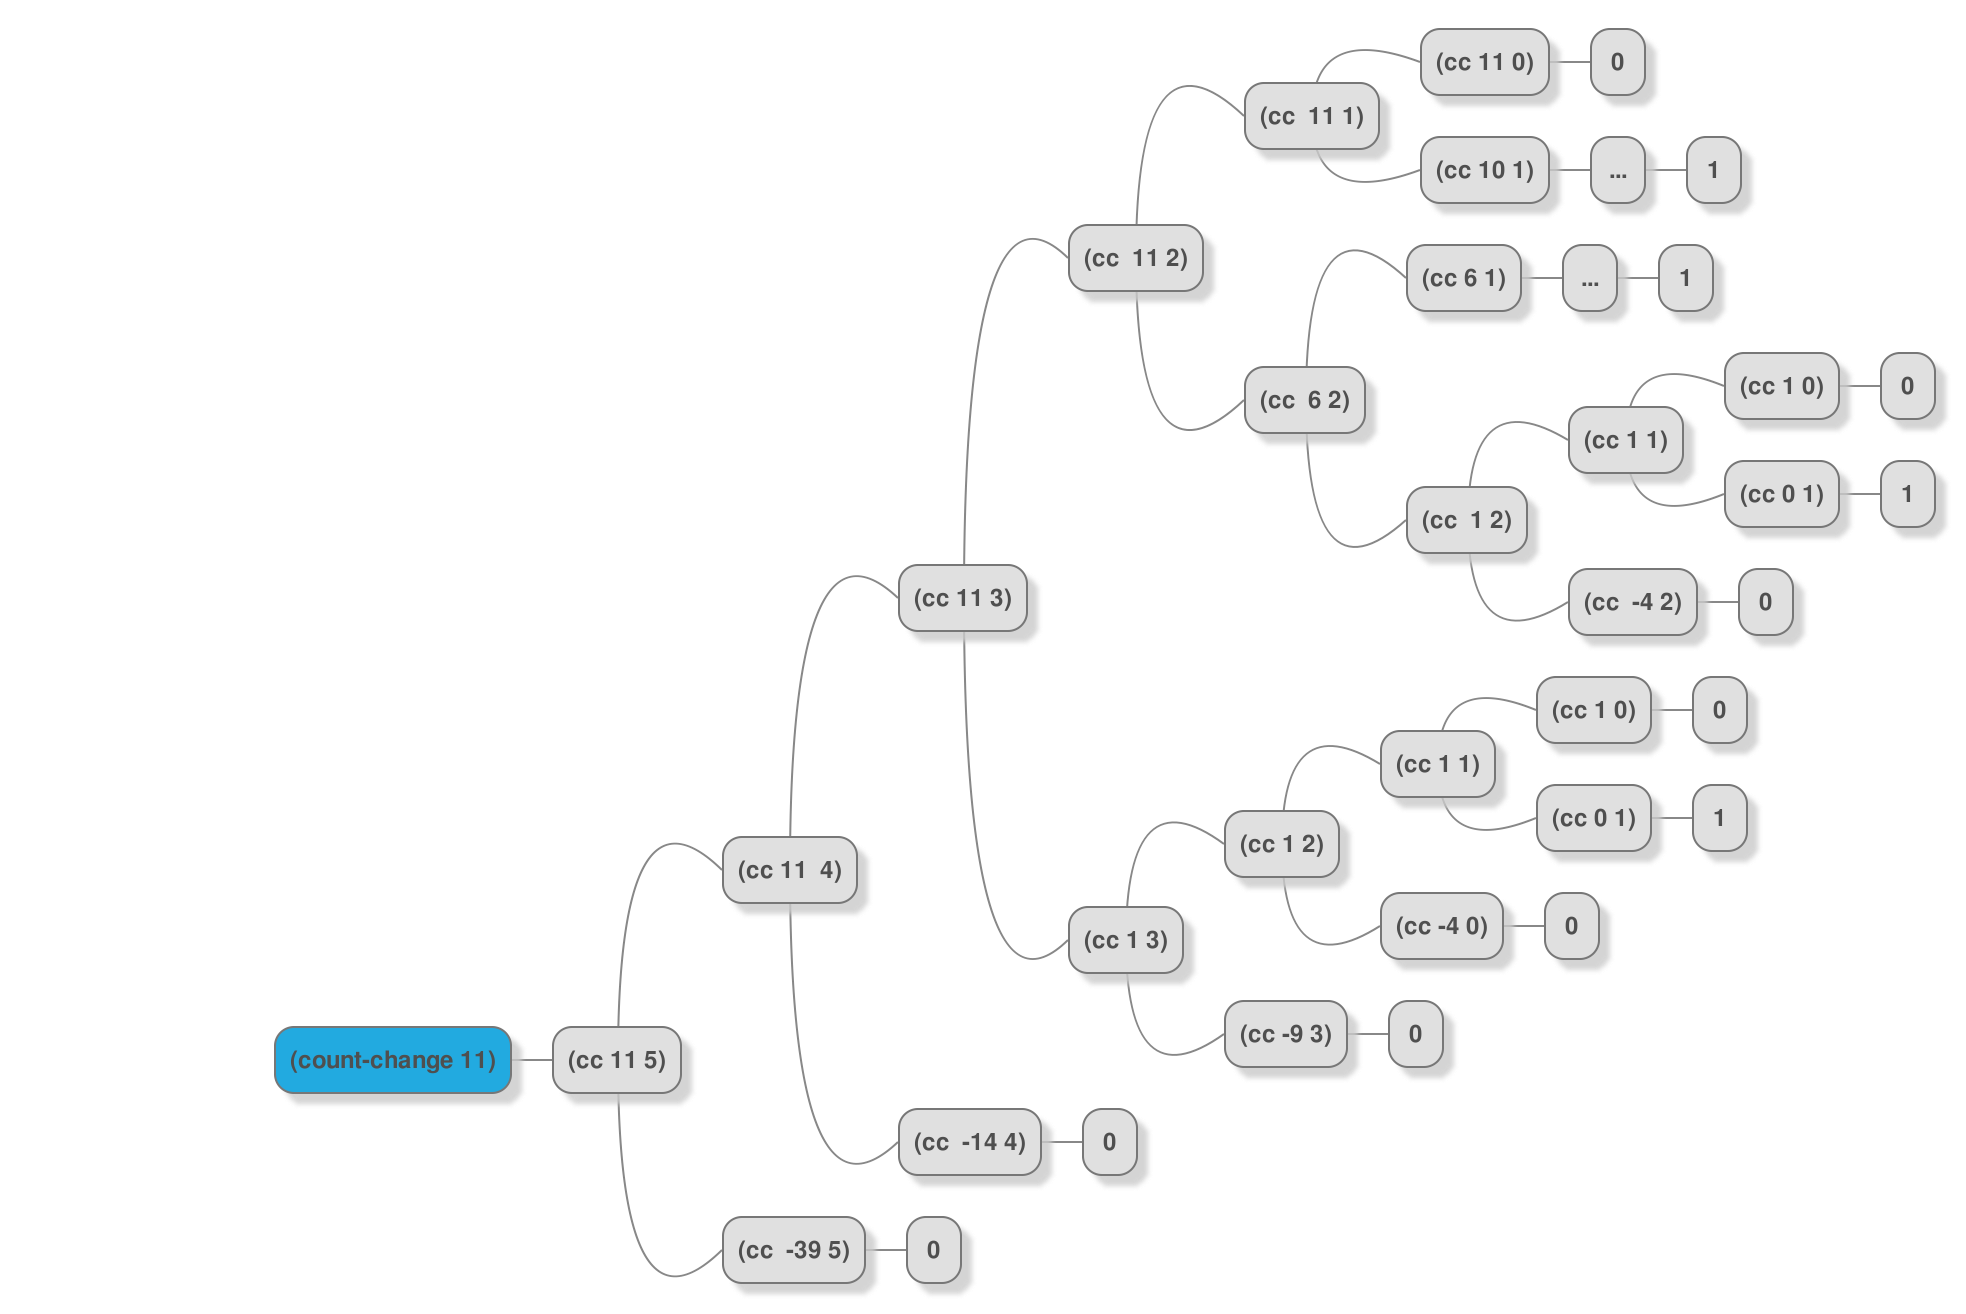 (cc 11 0)
0
(cc  11 1)
(cc 10 1)
...
1
(cc  11 2)
(cc 6 1)
...
1
(cc  6 2)
(cc 1 0)
0
(cc 1 1)
(cc 0 1)
1
(cc  1 2)
(cc  -4 2)
0
(cc 11 3)
(cc 1 0)
0
(cc 1 1)
(cc 0 1)
1
(cc 1 2)
(cc -4 0)
0
(cc 1 3)
(cc -9 3)
0
(cc 11  4)
(count-change 11)
(cc 11 5)
(cc  -14 4)
0
(cc  -39 5)
0